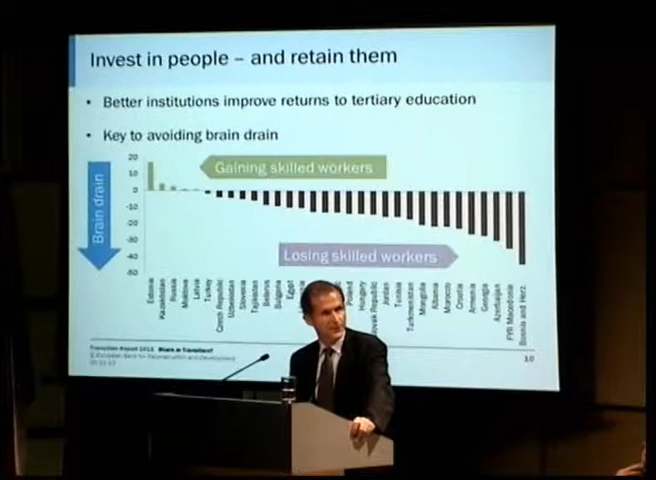 Invest in people – and retain them
• Better institutions improve returns to tertiary education
• Key to avoiding brain drain
Brain drain
20
10
0
-10
-20
-30
-40
-50
Gaining skilled workers
Losing skilled workers
Estonia
Kazakhstan
Russia
Moldova
Latvia
Turkey
Czech Republic
Uzbekistan
Slovenia
Tajikistan
Belarus
Bulgaria
Egypt
Poland
Hungary
Slovak Republic
Jordan
Tunisia
Turkmenistan
Mongolia
Albania
Morocco
Croatia
Armenia
Georgia
Azerbaijan
FYR Macedonia
Bosnia and Herz.
Transition Report 2013 Stuck in Transition?
© European Bank for Reconstruction and Development
10